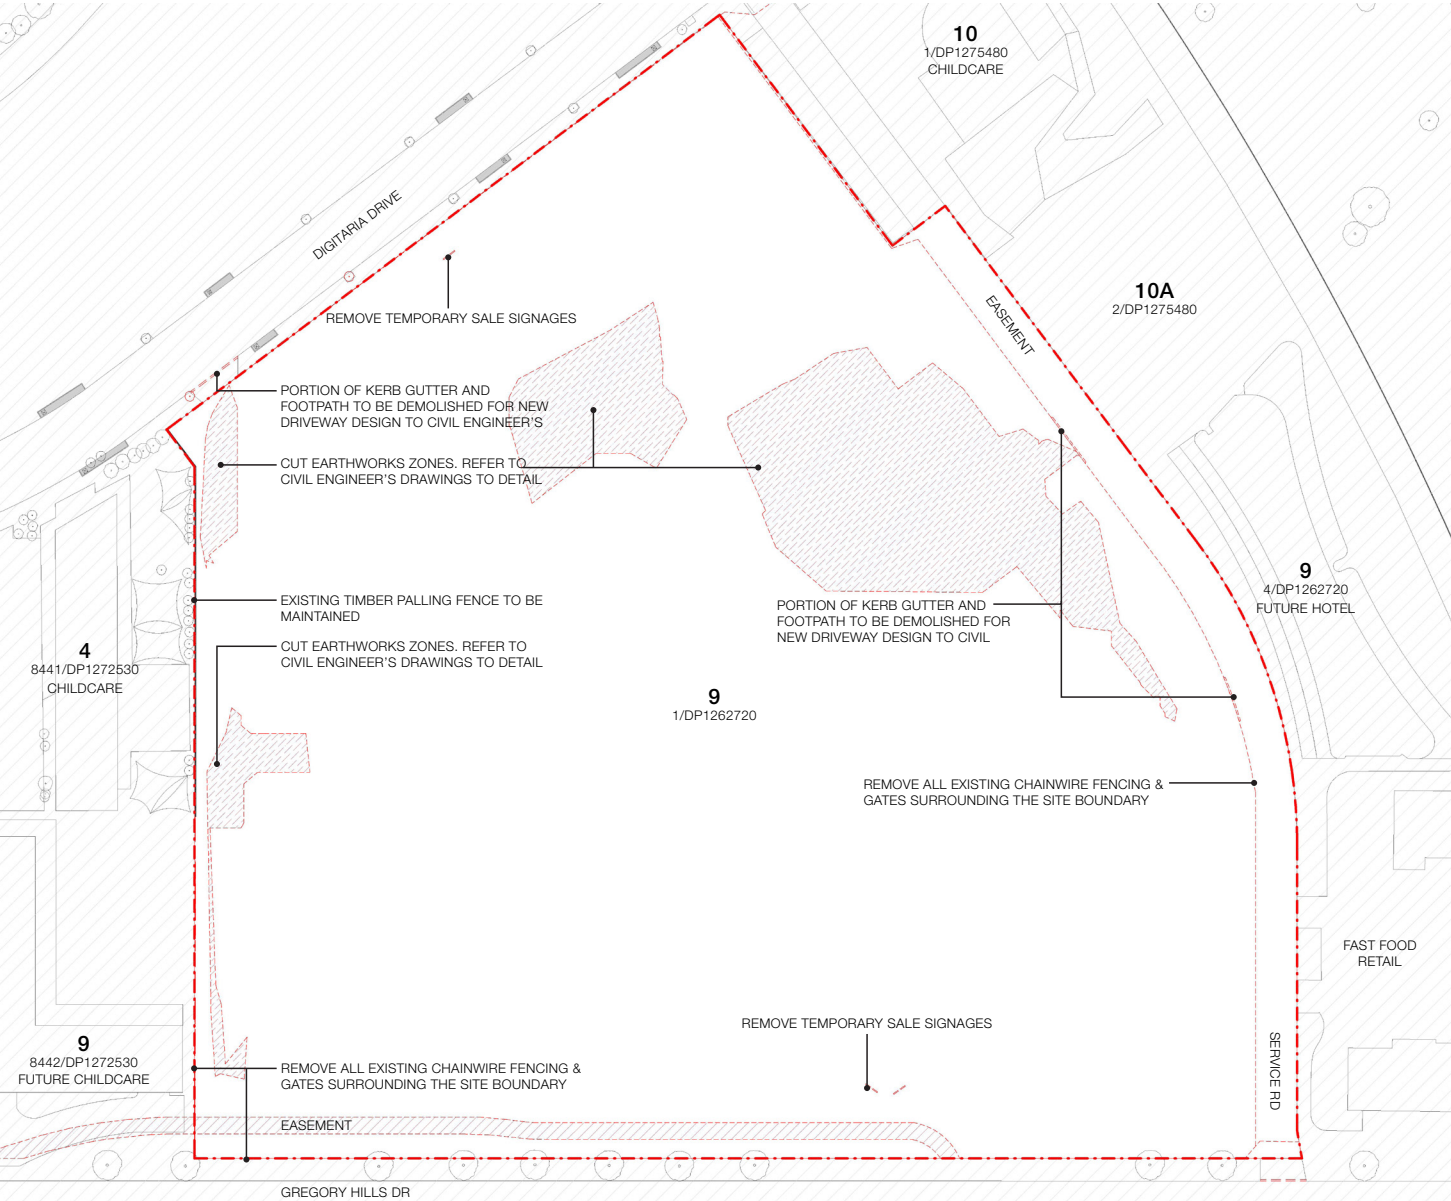 10
1/DP1275480
CHILDCARE
DIGITARIA DRIVE
10A
2/DP1275480
EASEMENT
REMOVE TEMPORARY SALE SIGNAGES
PORTION OF KERB GUTTER AND
FOOTPATH TO BE DEMOLISHED FOR NEW
DRIVEWAY DESIGN TO CIVIL ENGINEER'S
CUT EARTHWORKS ZONES. REFER TO
CIVIL ENGINEER'S DRAWINGS TO DETAIL
9
4/DP1262720
FUTURE HOTEL
EXISTING TIMBER PALLING FENCE TO BE
MAINTAINED
PORTION OF KERB GUTTER AND
FOOTPATH TO BE DEMOLISHED FOR
NEW DRIVEWAY DESIGN TO CIVIL
CUT EARTHWORKS ZONES. REFER TO
CIVIL ENGINEER'S DRAWINGS TO DETAIL
4
8441/DP1272530
CHILDCARE
9
1/DP1262720
REMOVE ALL EXISTING CHAINWIRE FENCING &
GATES SURROUNDING THE SITE BOUNDARY
FAST FOOD
RETAIL
REMOVE TEMPORARY SALE SIGNAGES
SERVICE RD
9
8442/DP1272530
FUTURE CHILDCARE
REMOVE ALL EXISTING CHAINWIRE FENCING &
GATES SURROUNDING THE SITE BOUNDARY
EASEMENT
GREGORY HILLS DR